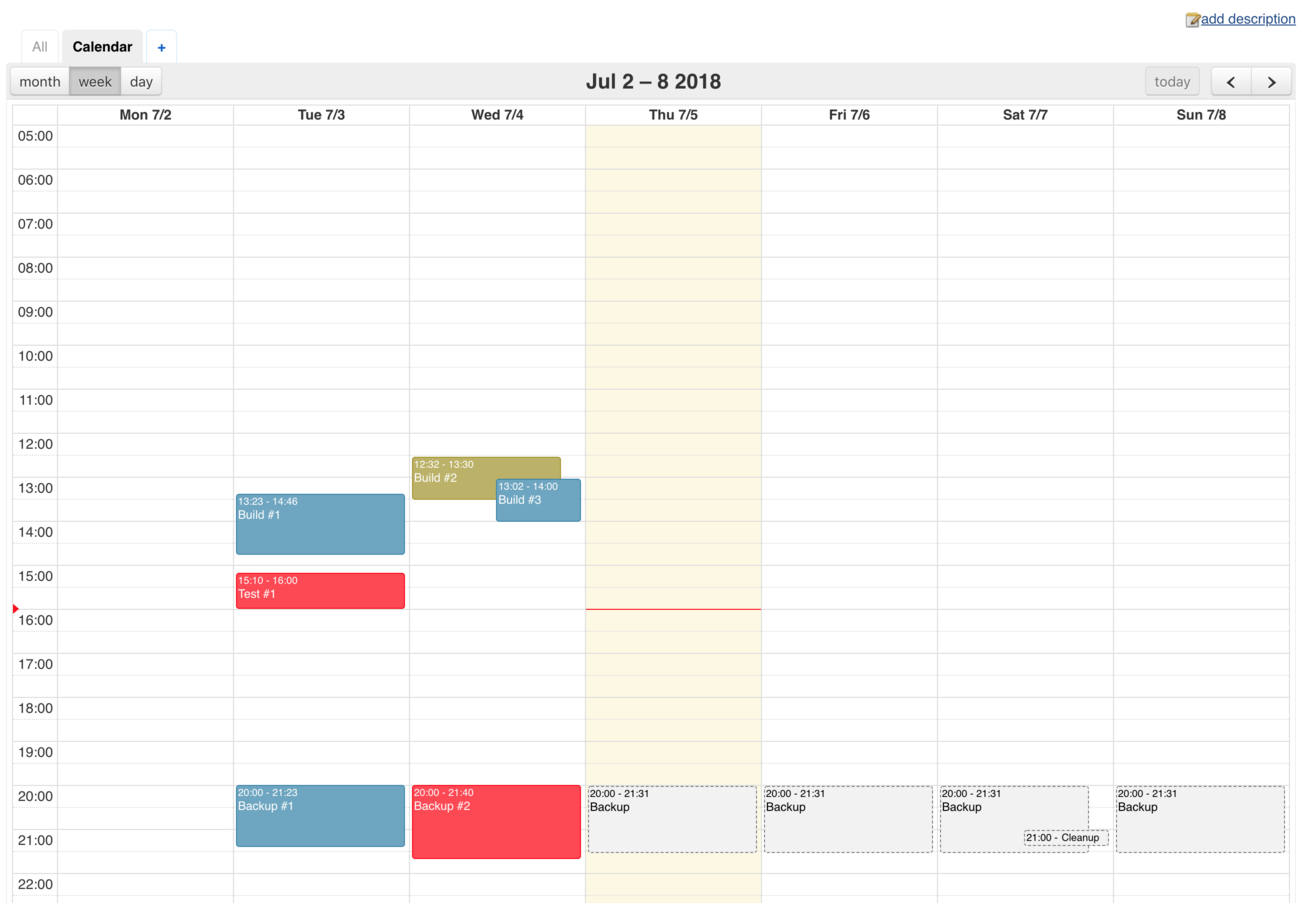 add description
All Calendar +
month week day Jul 2 – 8 2018 today
Mon 7/2 Tue 7/3 Wed 7/4 Thu 7/5 Fri 7/6 Sat 7/7 Sun 7/8
05:00
06:00
07:00
08:00
09:00
10:00
11:00
12:00
12:32 - 13:30
Build #2
13:00
13:02 - 14:00
Build #3
13:23 - 14:46
Build #1
14:00
15:00
15:10 - 16:00
Test #1
16:00
17:00
18:00
19:00
20:00
20:00 - 21:23
Backup #1
20:00 - 21:40
Backup #2
20:00 - 21:31
Backup
20:00 - 21:31
Backup
20:00 - 21:31
Backup
20:00 - 21:31
Backup
21:00
21:00 - Cleanup
22:00